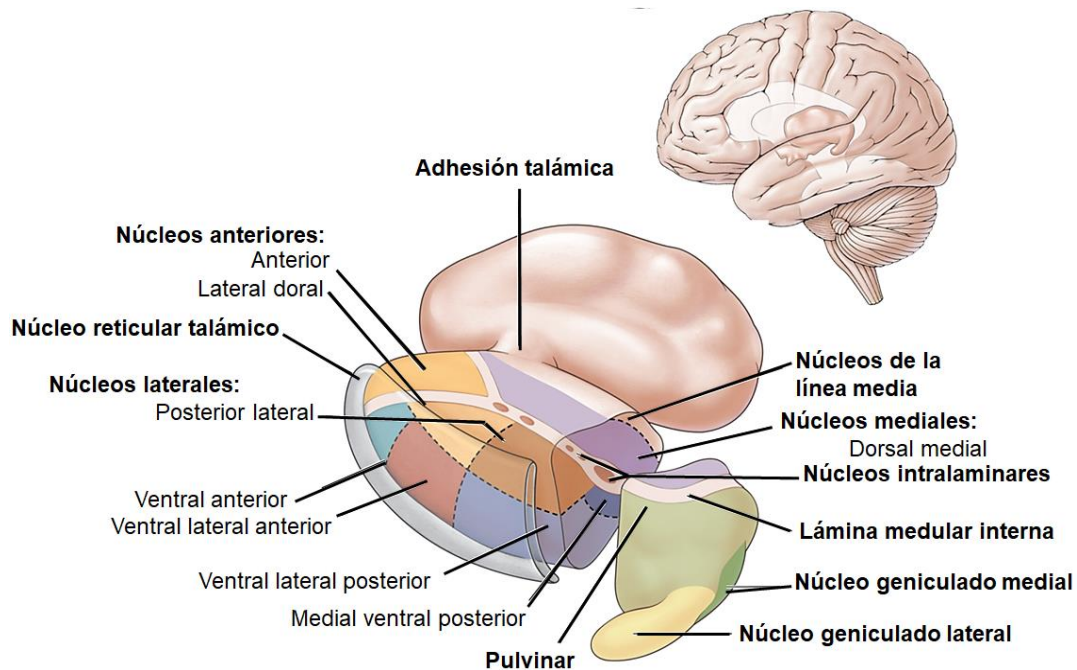 Adhesión talámica
Núcleos anteriores:
Anterior
Lateral doral
Núcleo reticular talámico
Núcleos laterales:
Posterior lateral
Ventral anterior
Ventral lateral anterior
Ventral lateral posterior
Medial ventral posterior
Pulvinar
Núcleos de la
línea media
Núcleos mediales:
Dorsal medial
Núcleos intralaminares
Lámina medular interna
Núcleo geniculado medial
Núcleo geniculado lateral